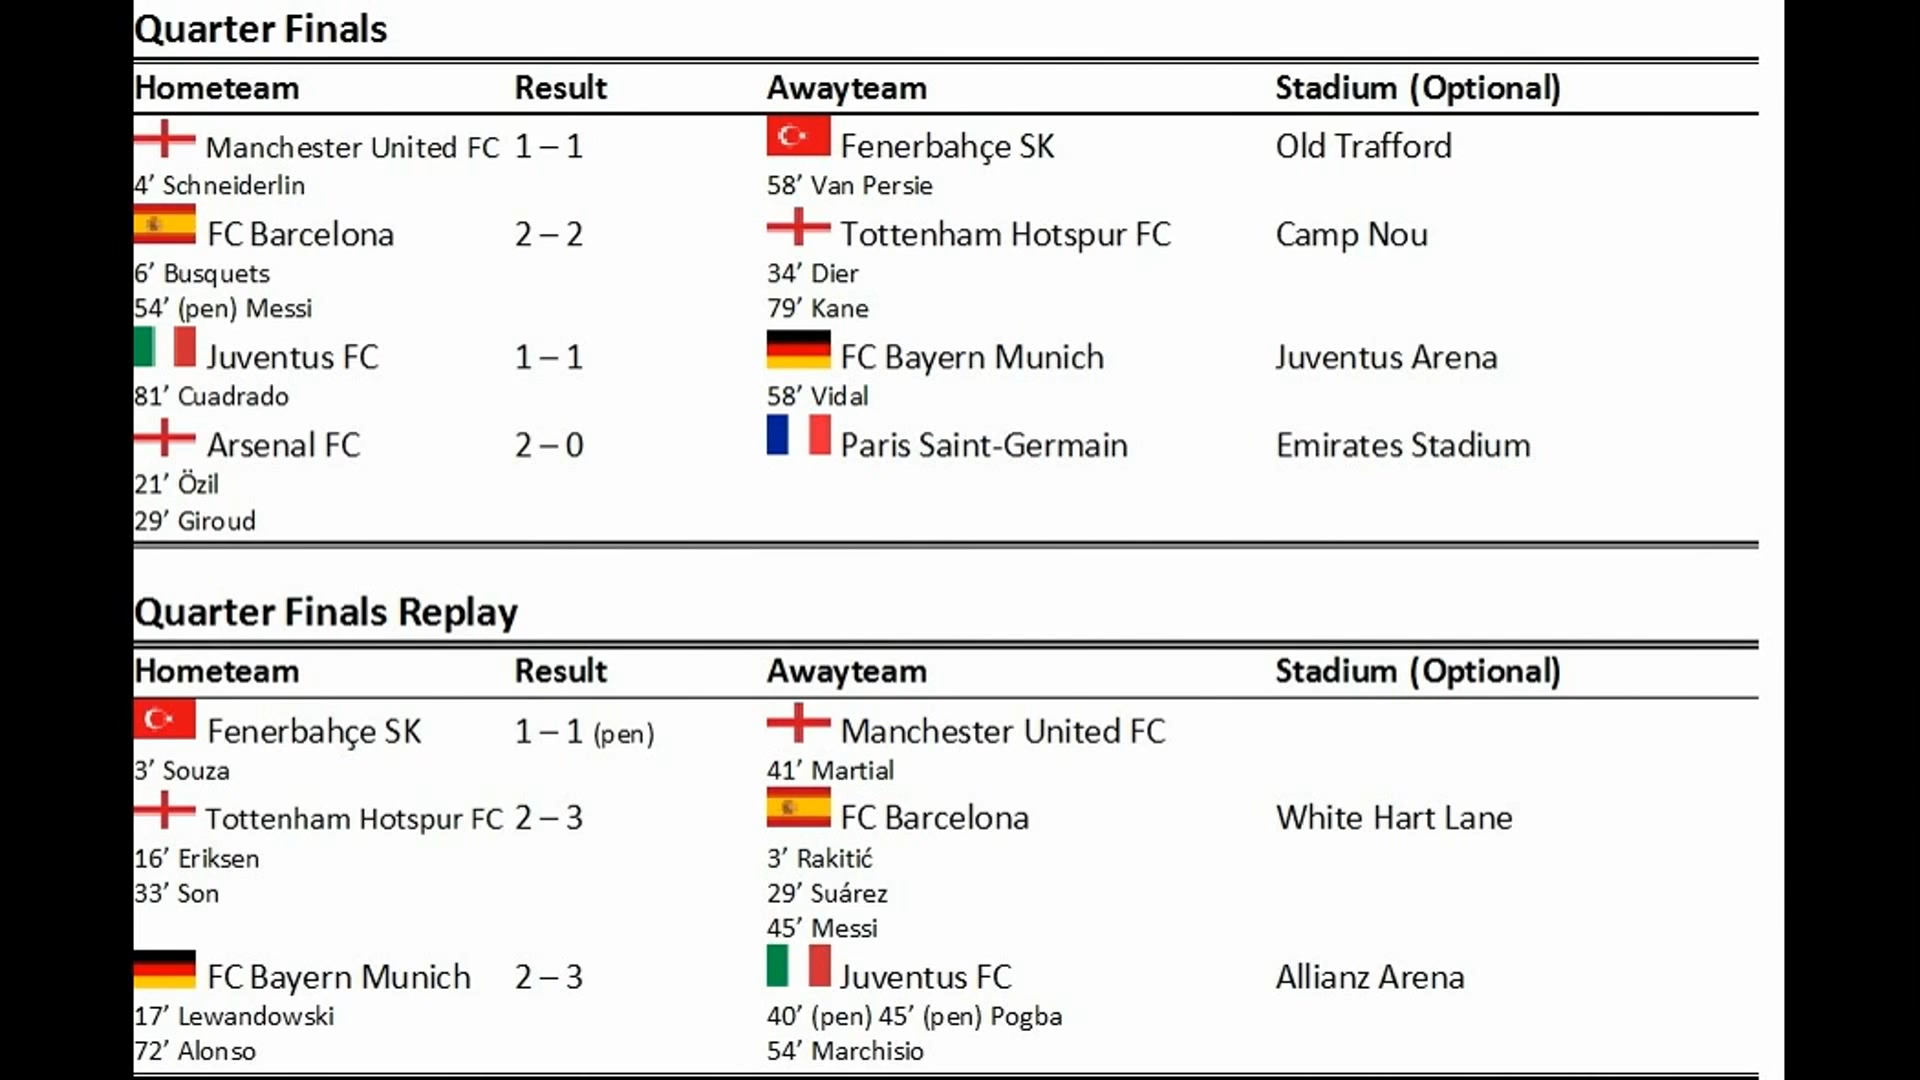 Quarter Finals
Hometeam Result Awayteam Stadium (Optional)
Manchester United FC 1 – 1 Fenerbahçe SK Old Trafford
4’ Schneiderlin 58’ Van Persie
FC Barcelona 2 – 2 Tottenham Hotspur FC Camp Nou
6’ Busquets 34’ Dier
54’ (pen) Messi 79’ Kane
Juventus FC 1 – 1 FC Bayern Munich Juventus Arena
81’ Cuadrado 58’ Vidal
Arsenal FC 2 – 0 Paris Saint-Germain Emirates Stadium
21’ Özil
29’ Giroud
Quarter Finals Replay
Hometeam Result Awayteam Stadium (Optional)
Fenerbahçe SK 1 – 1 (pen) Manchester United FC
3’ Souza 41’ Martial
Tottenham Hotspur FC 2 – 3 FC Barcelona White Hart Lane
16’ Eriksen 3’ Rakitić
33’ Son 29’ Suárez
45’ Messi
FC Bayern Munich 2 – 3 Juventus FC Allianz Arena
17’ Lewandowski 40’ (pen) 45’ (pen) Pogba
72’ Alonso 54’ Marchisio